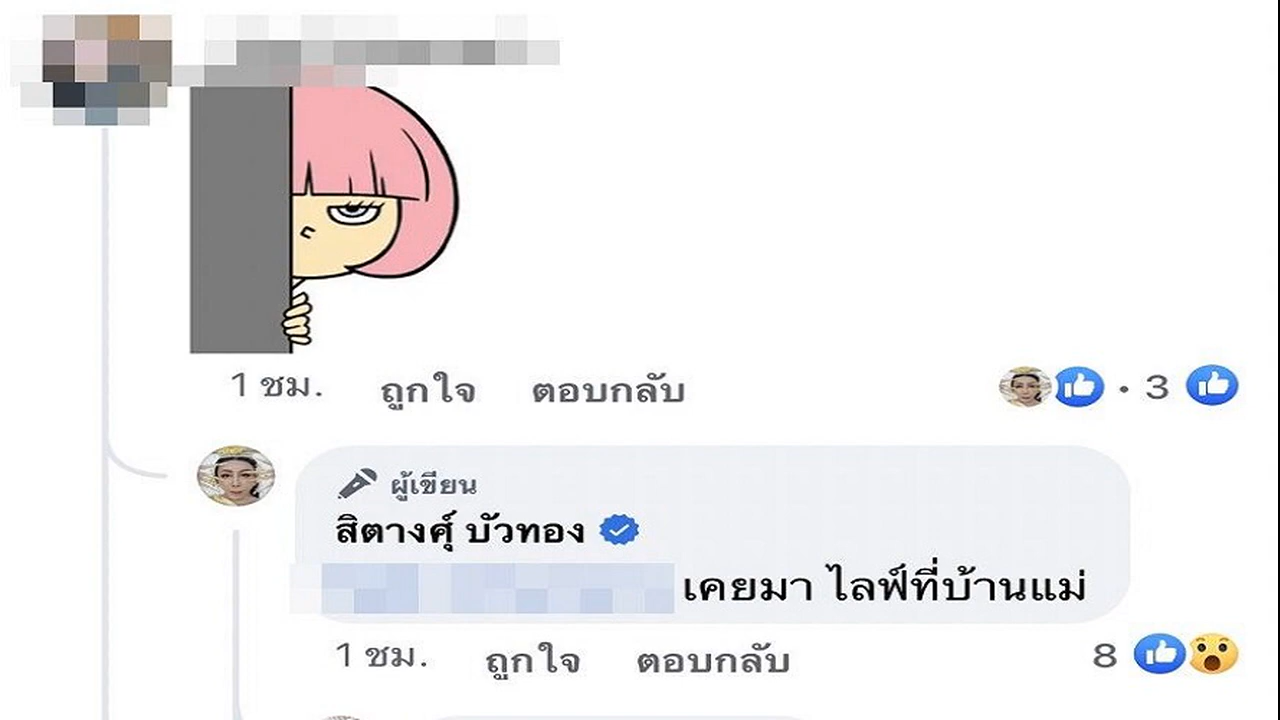 1 ชม. ถูกใจ ตอบกลับ 3
ผู้เขียน
สิตางศุ์ บัวทอง
เคยมา ไลฟ์ที่บ้านแม่
1 ชม. ถูกใจ ตอบกลับ 8